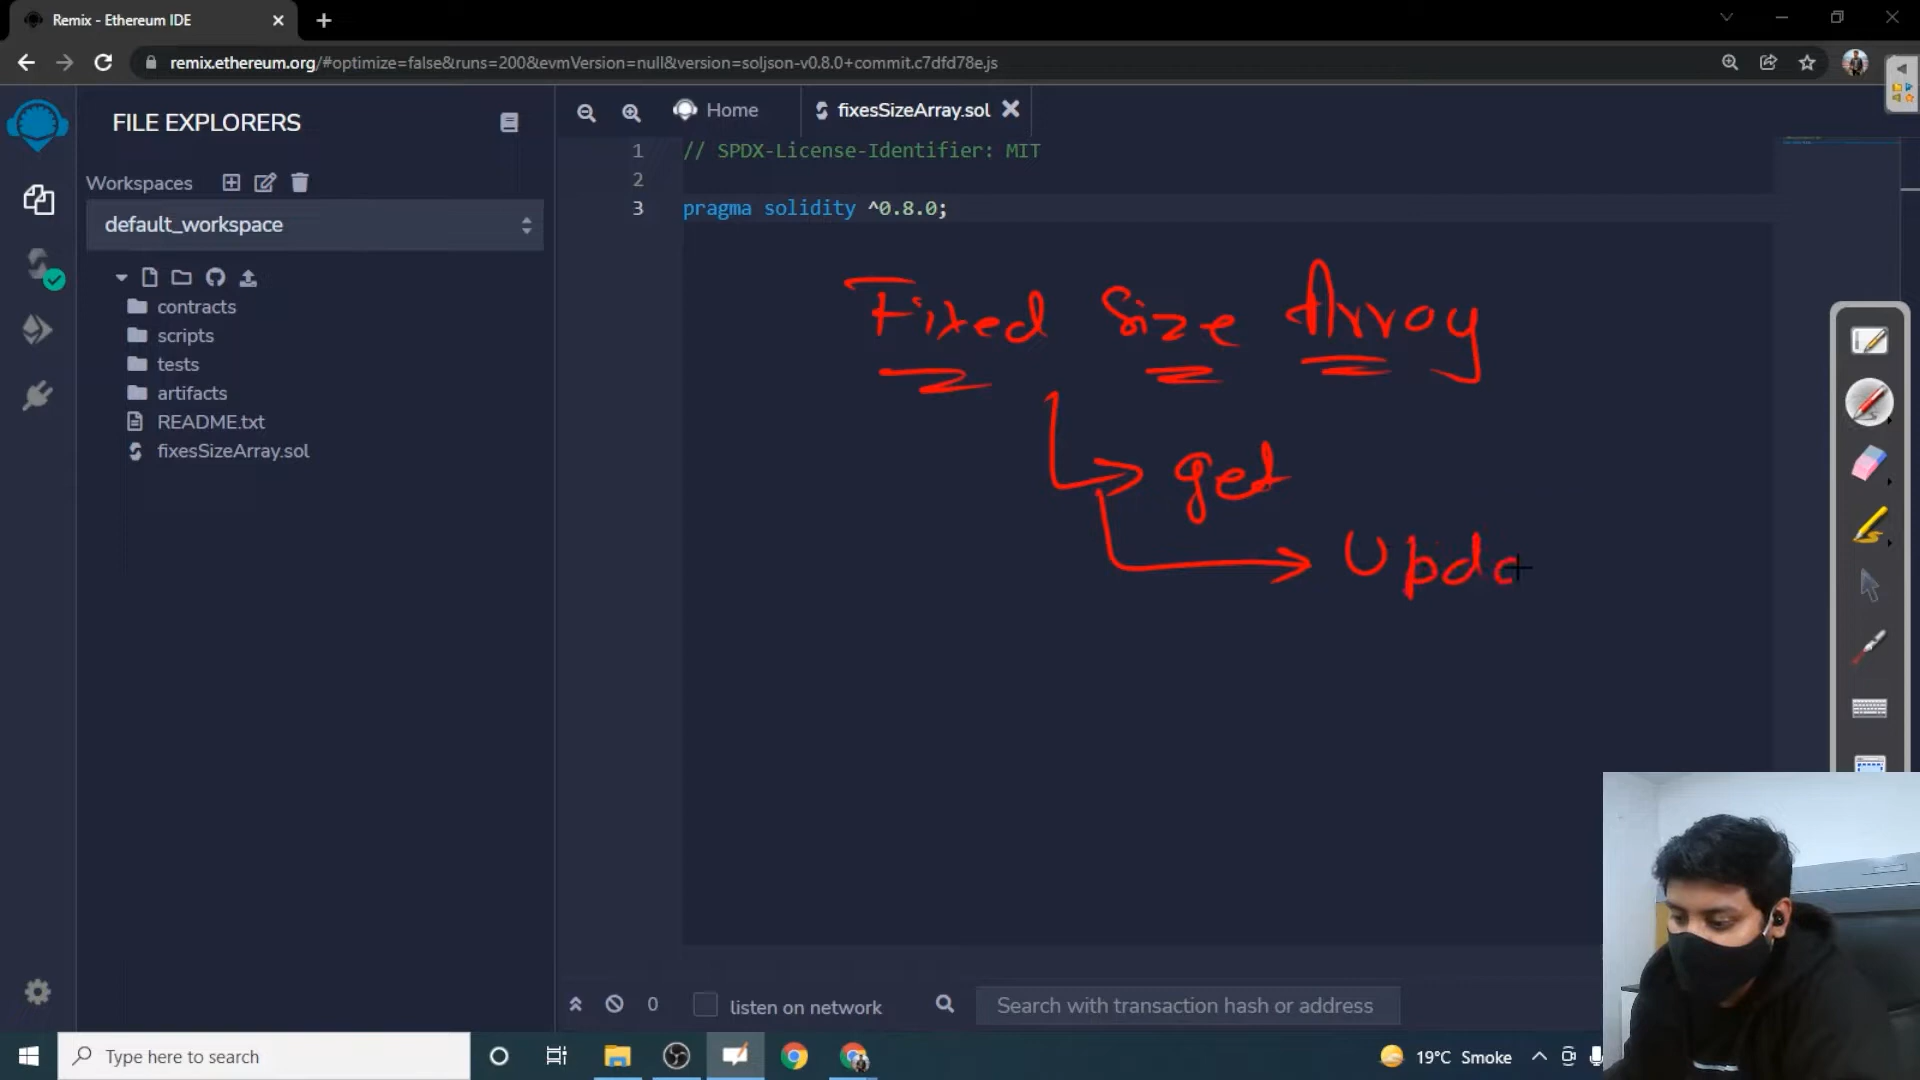 Remix - Ethereum IDE
remix.ethereum.org/#optimize=false&runs=200&evmVersion=null&version=soljson-v0.8.0+commit.c7dfd78e.js
FILE EXPLORERS
Home
fixesSizeArray.sol
Workspaces
default_workspace
contracts
scripts
tests
artifacts
README.txt
fixesSizeArray.sol
1 // SPDX-License-Identifier: MIT
2
3 pragma solidity ^0.8.0;
Fixed Size Array
get
Upda
0
listen on network
Search with transaction hash or address
Type here to search
19°C Smoke